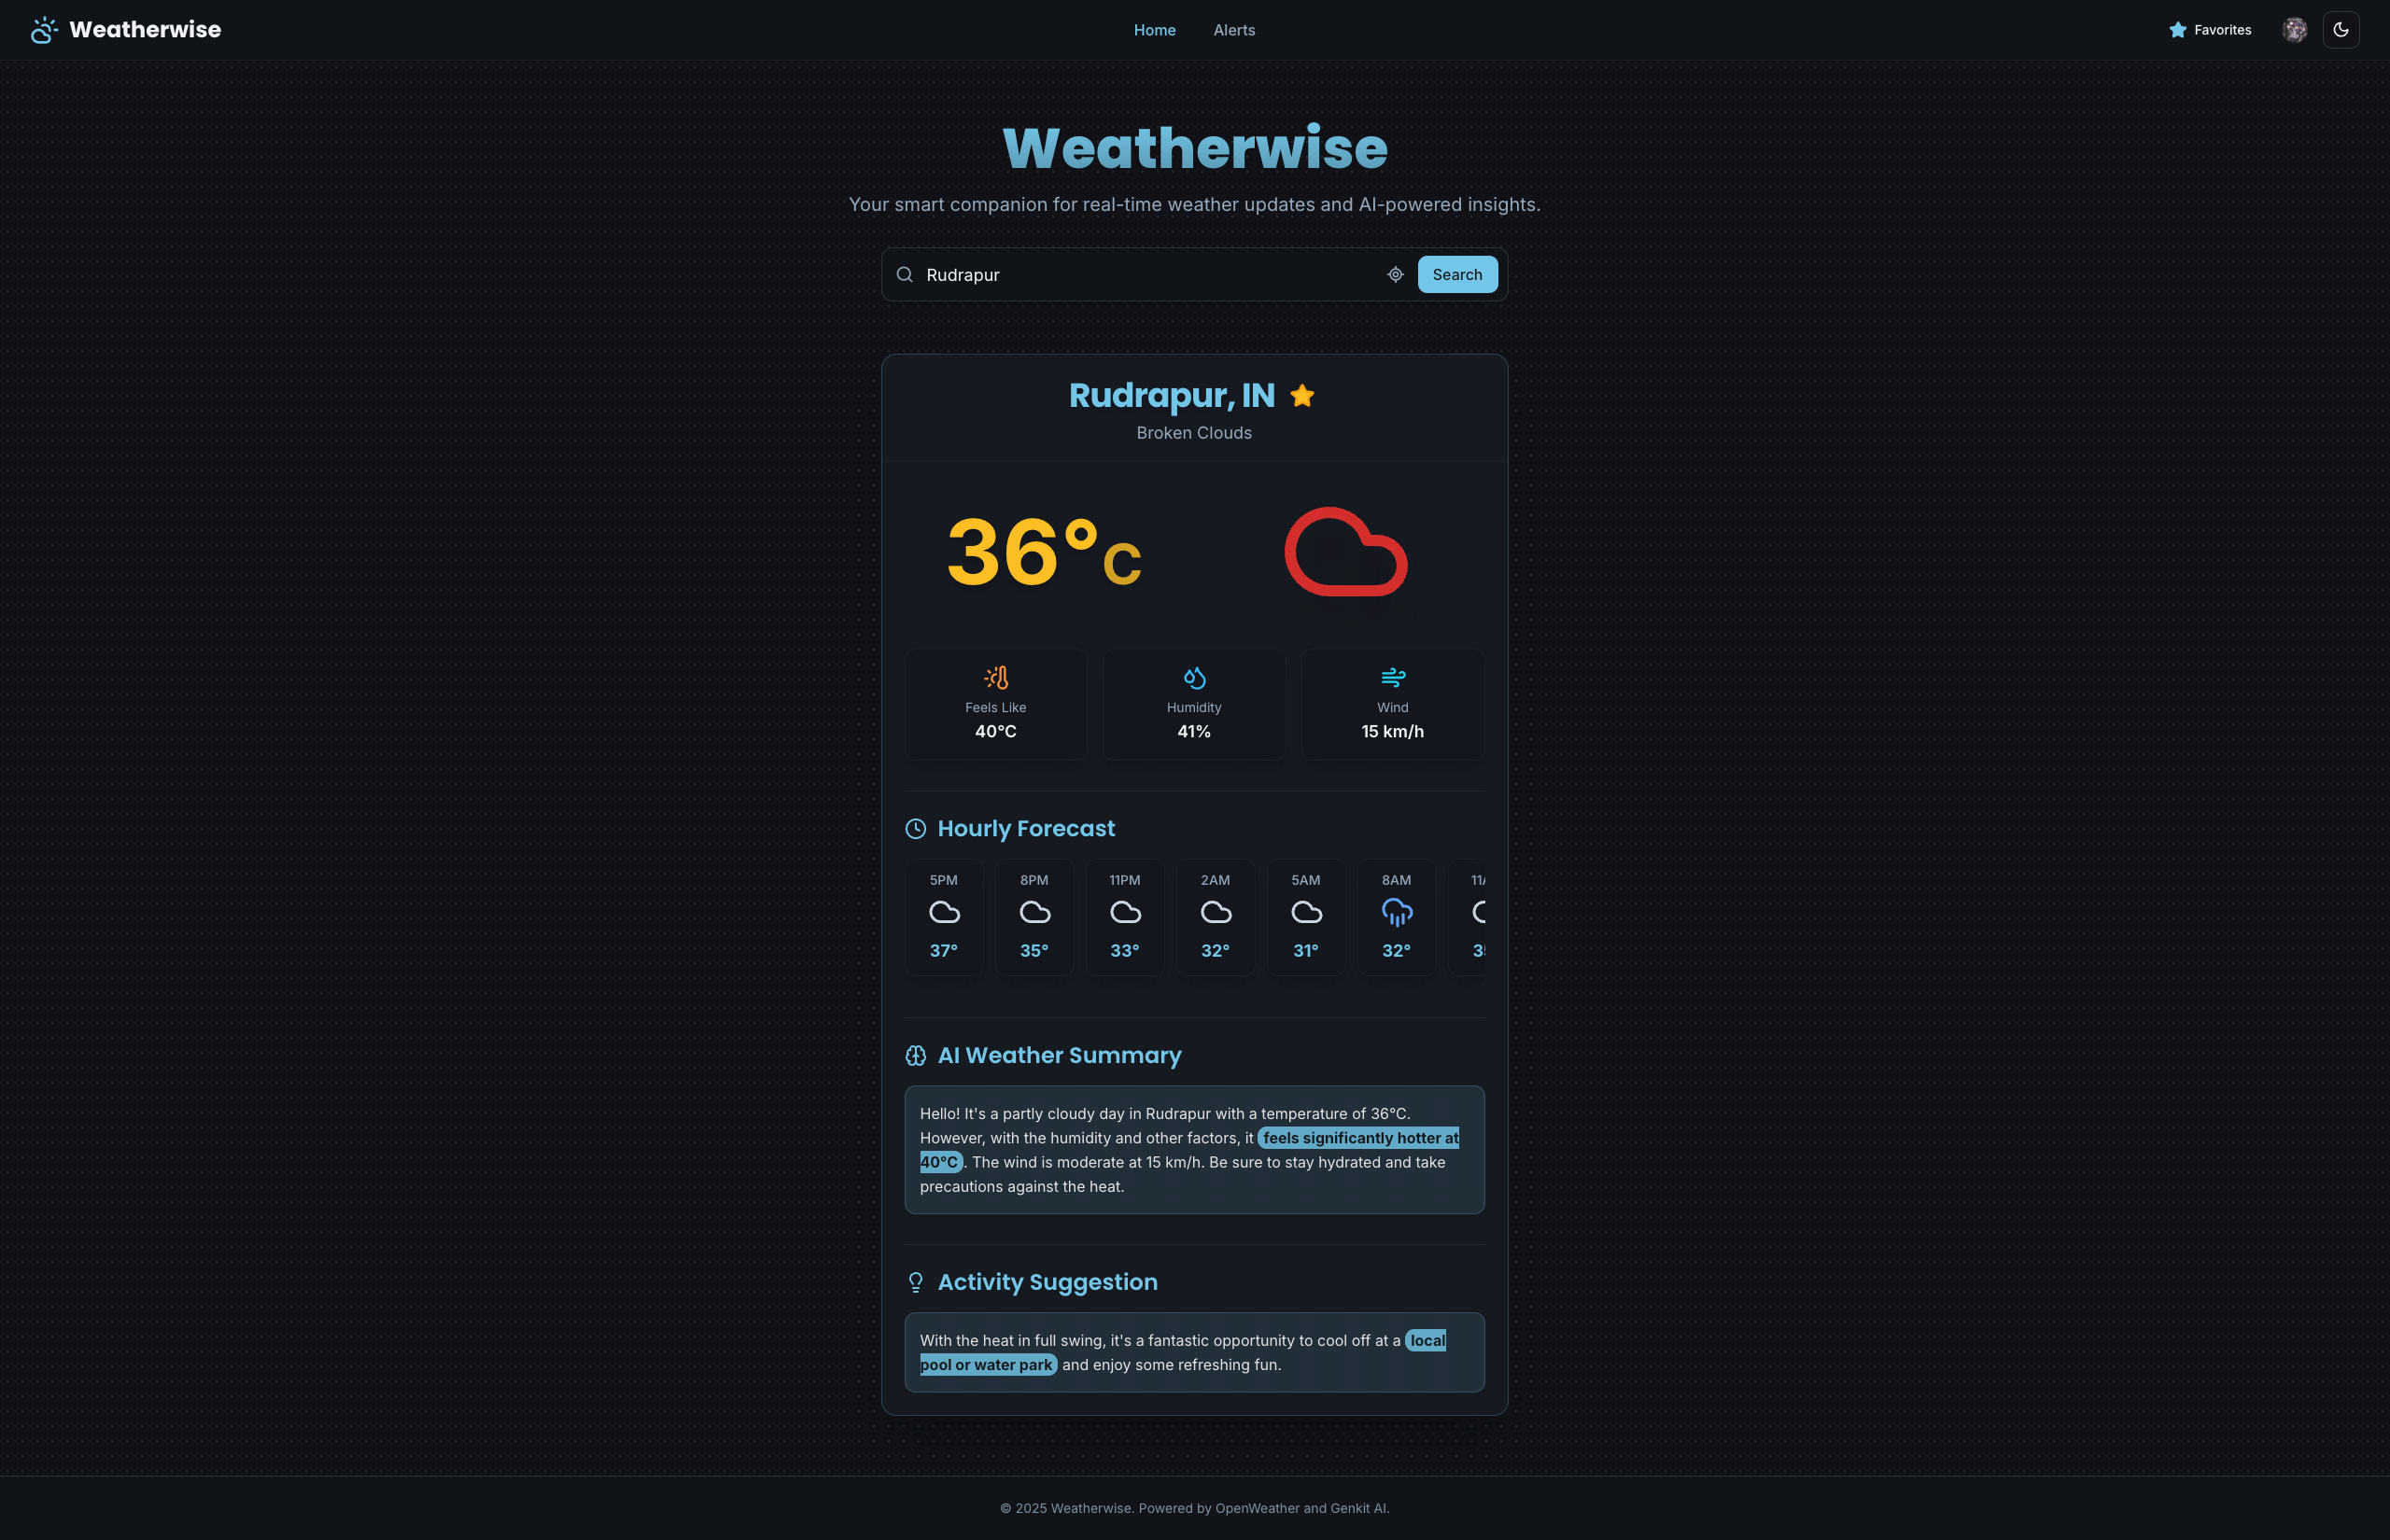 Weatherwise
Home
Alerts
Favorites
Weatherwise
Your smart companion for real-time weather updates and AI-powered insights.
Rudrapur
Search
Rudrapur, IN
Broken Clouds
36°C
Feels Like
40°C
Humidity
41%
Wind
15 km/h
Hourly Forecast
5PM
37°
8PM
35°
11PM
33°
2AM
32°
5AM
31°
8AM
32°
AI Weather Summary
Hello! It's a partly cloudy day in Rudrapur with a temperature of 36°C.
However, with the humidity and other factors, it feels significantly hotter at
40°C. The wind is moderate at 15 km/h. Be sure to stay hydrated and take
precautions against the heat.
Activity Suggestion
With the heat in full swing, it's a fantastic opportunity to cool off at a local
pool or water park and enjoy some refreshing fun.
© 2025 Weatherwise. Powered by OpenWeather and Genkit AI.